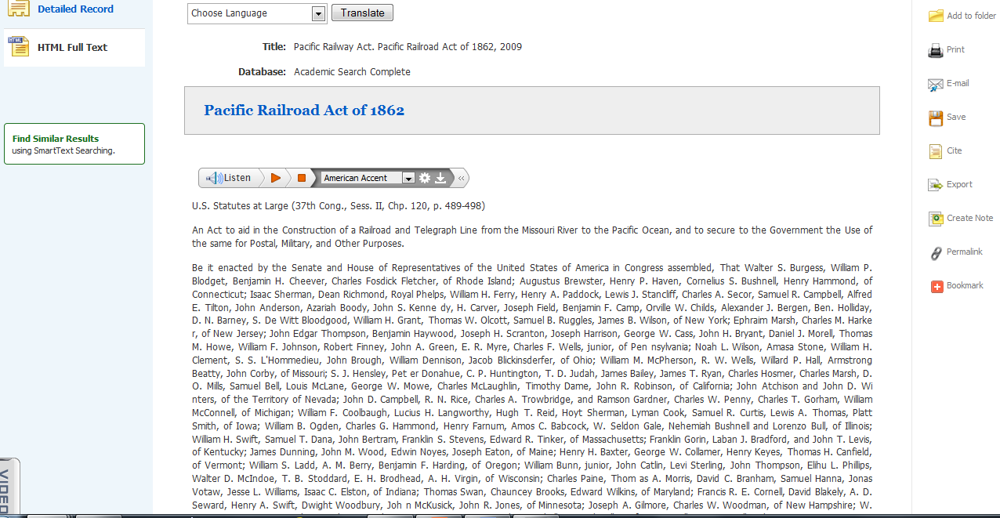 Detailed Record
HTML
HTML Full Text
Find Similar Results
using SmartText Searching.
VIDEO
Choose Language
Translate
Title: Pacific Railway Act. Pacific Railroad Act of 1862, 2009
Database: Academic Search Complete
Pacific Railroad Act of 1862
Listen
American Accent
«
U.S. Statutes at Large (37th Cong., Sess. II, Chp. 120, p. 489-498)
An Act to aid in the Construction of a Railroad and Telegraph Line from the Missouri River to the Pacific Ocean, and to secure to the Government the Use of
the same for Postal, Military, and Other Purposes.
Be it enacted by the Senate and House of Representatives of the United States of America in Congress assembled, That Walter S. Burgess, William P.
Blodget, Benjamin H. Cheever, Charles Fosdick Fletcher, of Rhode Island; Augustus Brewster, Henry P. Haven, Cornelius S. Bushnell, Henry Hammond, of
Connecticut; Isaac Sherman, Dean Richmond, Royal Phelps, William H. Ferry, Henry A. Paddock, Lewis J. Stancliff, Charles A. Secor, Samuel R. Campbell, Alfred
E. Tilton, John Anderson, Azariah Boody, John S. Kenne dy, H. Carver, Joseph Field, Benjamin F. Camp, Orville W. Childs, Alexander J. Bergen, Ben. Holliday,
D. N. Barney, S. De Witt Bloodgood, William H. Grant, Thomas W. Olcott, Samuel B. Ruggles, James B. Wilson, of New York; Ephraim Marsh, Charles M. Harke
r, of New Jersey; John Edgar Thompson, Benjamin Haywood, Joseph H. Scranton, Joseph Harrison, George W. Cass, John H. Bryant, Daniel J. Morell, Thomas
M. Howe, William F. Johnson, Robert Finney, John A. Green, E. R. Myre, Charles F. Wells, junior, of Pen nsylvania; Noah L. Wilson, Amasa Stone, William H.
Clement, S. S. L'Hommedieu, John Brough, William Dennison, Jacob Blickinsderfer, of Ohio; William M. McPherson, R. W. Wells, Willard P. Hall, Armstrong
Beatty, John Corby, of Missouri; S. J. Hensley, Pet er Donahue, C. P. Huntington, T. D. Judah, James Bailey, James T. Ryan, Charles Hosmer, Charles Marsh, D.
O. Mills, Samuel Bell, Louis McLane, George W. Mowe, Charles McLaughlin, Timothy Dame, John R. Robinson, of California; John Atchison and John D. Wi
nters, of the Territory of Nevada; John D. Campbell, R. N. Rice, Charles A. Trowbridge, and Ramson Gardner, Charles W. Penny, Charles T. Gorham, William
McConnell, of Michigan; William F. Coolbaugh, Lucius H. Langworthy, Hugh T. Reid, Hoyt Sherman, Lyman Cook, Samuel R. Curtis, Lewis A. Thomas, Platt
Smith, of Iowa; William B. Ogden, Charles G. Hammond, Henry Farnum, Amos C. Babcock, W. Seldon Gale, Nehemiah Bushnell and Lorenzo Bull, of Illinois;
William H. Swift, Samuel T. Dana, John Bertram, Franklin S. Stevens, Edward R. Tinker, of Massachusetts; Franklin Gorin, Laban J. Bradford, and John T. Levis,
of Kentucky; James Dunning, John M. Wood, Edwin Noyes, Joseph Eaton, of Maine; Henry H. Baxter, George W. Collamer, Henry Keyes, Thomas H. Canfield,
of Vermont; William S. Ladd, A. M. Berry, Benjamin F. Harding, of Oregon; William Bunn, junior, John Catlin, Levi Sterling, John Thompson, Elihu L. Phillips,
Walter D. McIndoe, T. B. Stoddard, E. H. Brodhead, A. H. Virgin, of Wisconsin; Charles Paine, Thom as A. Morris, David C. Branham, Samuel Hanna, Jonas
Votaw, Jesse L. Williams, Isaac C. Elston, of Indiana; Thomas Swan, Chauncey Brooks, Edward Wilkins, of Maryland; Francis R. E. Cornell, David Blakely, A. D.
Seward, Henry A. Swift, Dwight Woodbury, Joh n McKusick, John R. Jones, of Minnesota; Joseph A. Gilmore, Charles W. Woodman, of New Hampshire; W.
Add to folder
Print
E-mail
Save
Cite
Export
Create Note
Permalink
Bookmark